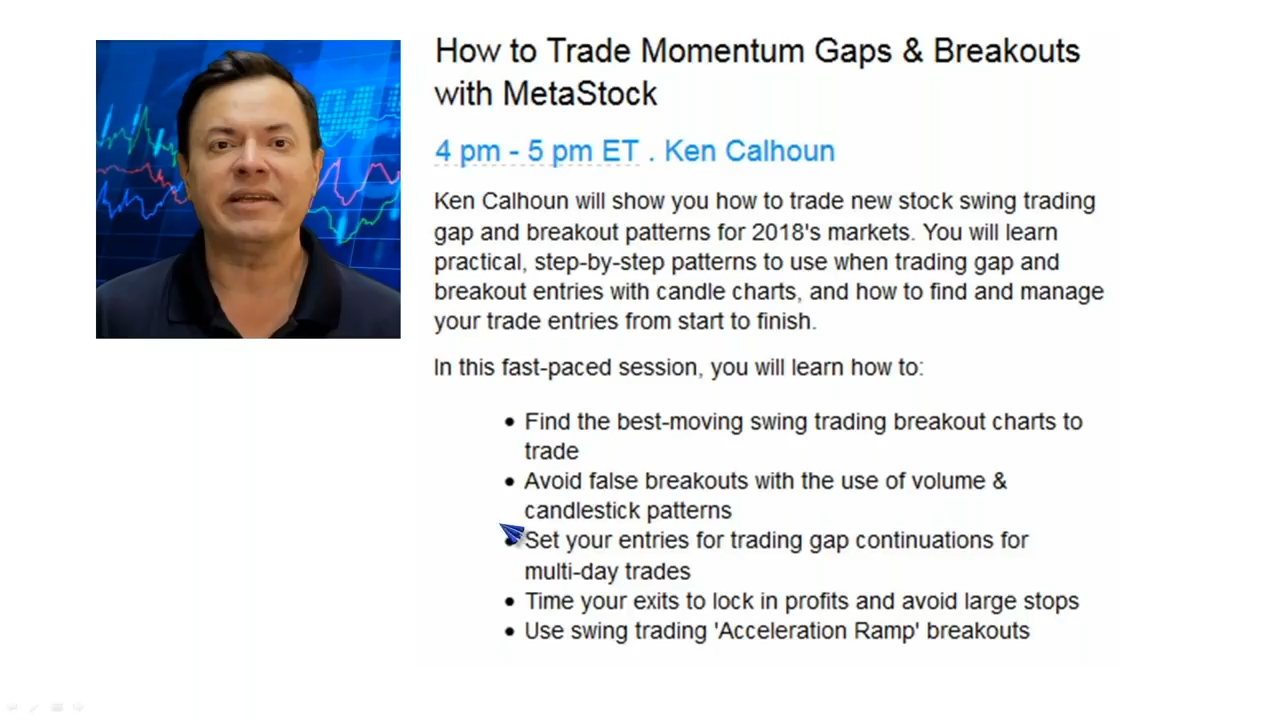 How to Trade Momentum Gaps & Breakouts
with MetaStock
4 pm - 5 pm ET . Ken Calhoun
Ken Calhoun will show you how to trade new stock swing trading
gap and breakout patterns for 2018's markets. You will learn
practical, step-by-step patterns to use when trading gap and
breakout entries with candle charts, and how to find and manage
your trade entries from start to finish.
In this fast-paced session, you will learn how to:
• Find the best-moving swing trading breakout charts to
trade
• Avoid false breakouts with the use of volume &
candlestick patterns
• Set your entries for trading gap continuations for
multi-day trades
• Time your exits to lock in profits and avoid large stops
• Use swing trading 'Acceleration Ramp' breakouts